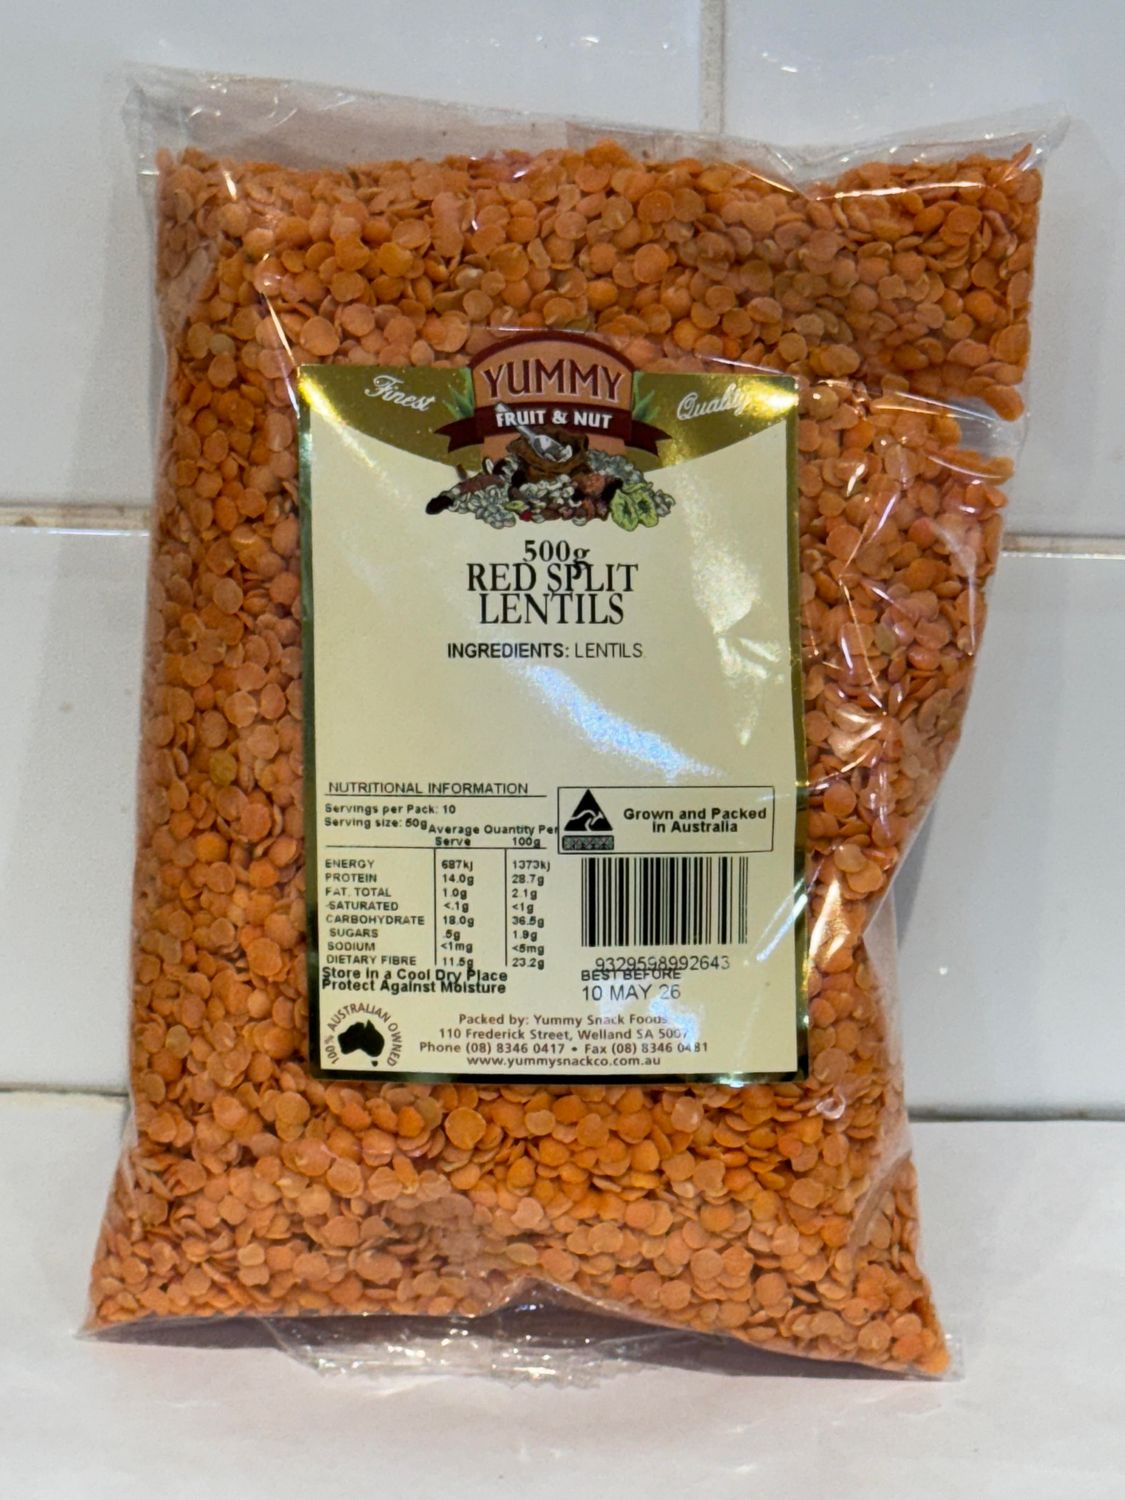 Finest YUMMY Quality
FRUIT & NUT
500g
RED SPLIT
LENTILS
INGREDIENTS: LENTILS
NUTRITIONAL INFORMATION
Servings per Pack: 10
Serving size: 50g
Average Quantity Per
Serve 100g
ENERGY 687kj 1373kj
PROTEIN 14.0g 28.7g
FAT, TOTAL 1.0g 2.1g
-SATURATED <.1g <1g
CARBOHYDRATE 18.0g 36.5g
SUGARS .5g 1.9g
SODIUM <1mg <5mg
DIETARY FIBRE 11.5g 23.2g
Store in a Cool Dry Place
Protect Against Moisture
Grown and Packed
in Australia
9329598992643
BEST BEFORE
10 MAY 26
100% AUSTRALIAN OWNED
Packed by: Yummy Snack Foods
110 Frederick Street, Welland SA 5007
Phone (08) 8346 0417 • Fax (08) 8346 0481
www.yummysnackco.com.au